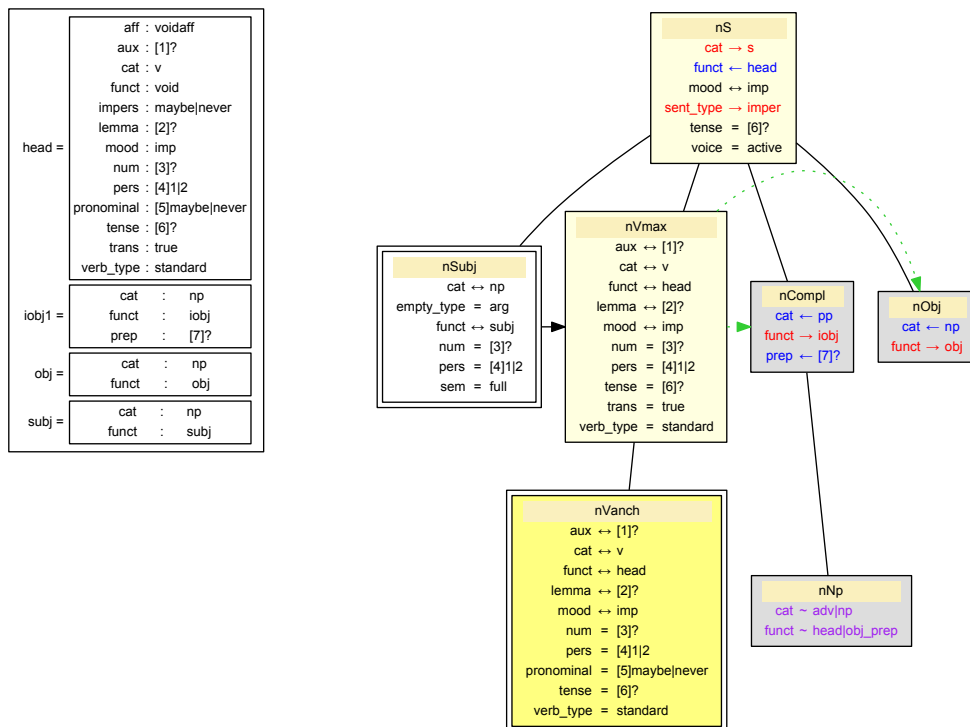 head =
aff : voidaff
aux : [1]?
cat : v
funct : void
impers : maybe|never
lemma : [2]?
mood : imp
num : [3]?
pers : [4]1|2
pronominal : [5]maybe|never
tense : [6]?
trans : true
verb_type : standard
iobj1 =
cat : np
funct : iobj
prep : [7]?
obj =
cat : np
funct : obj
subj =
cat : np
funct : subj
nS
cat → s
funct ← head
mood ↔ imp
sent_type → imper
tense = [6]?
voice = active
nSubj
cat ↔ np
empty_type = arg
funct ↔ subj
num = [3]?
pers = [4]1|2
sem = full
nVmax
aux ↔ [1]?
cat ↔ v
funct ↔ head
lemma ↔ [2]?
mood ↔ imp
num = [3]?
pers = [4]1|2
tense = [6]?
trans = true
verb_type = standard
nCompl
cat ← pp
funct → iobj
prep ← [7]?
nObj
cat ← np
funct → obj
nVanch
aux ↔ [1]?
cat ↔ v
funct ↔ head
lemma ↔ [2]?
mood ↔ imp
num = [3]?
pers = [4]1|2
pronominal = [5]maybe|never
tense = [6]?
verb_type = standard
nNp
cat ~ adv|np
funct ~ head|obj_prep